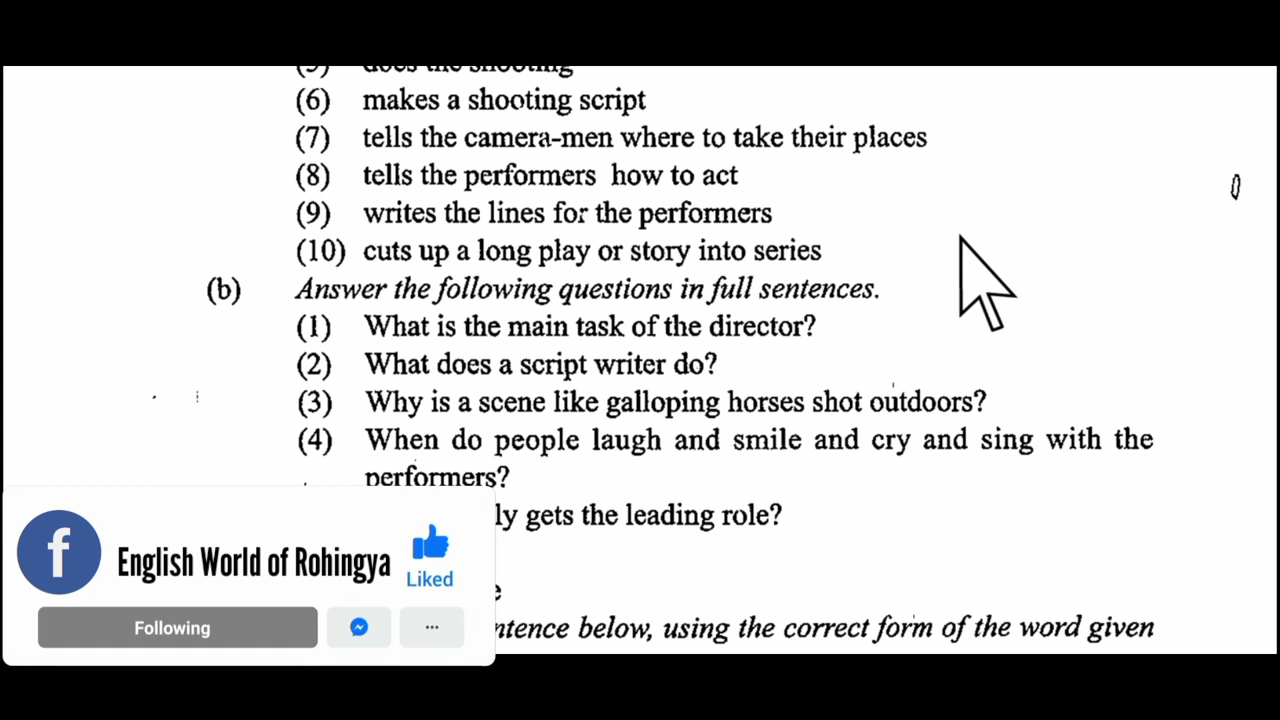 (5) does the shooting
(6) makes a shooting script
(7) tells the camera-men where to take their places
(8) tells the performers how to act
(9) writes the lines for the performers
(10) cuts up a long play or story into series
(b) Answer the following questions in full sentences.
(1) What is the main task of the director?
(2) What does a script writer do?
(3) Why is a scene like galloping horses shot outdoors?
(4) When do people laugh and smile and cry and sing with the
performers?
ly gets the leading role?
e
ntence below, using the correct form of the word given
f
English World of Rohingya
Liked
Following
...